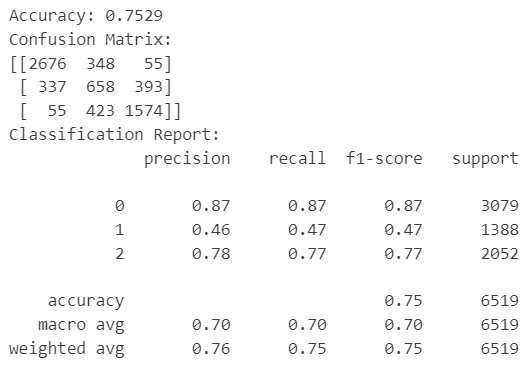 Accuracy: 0.7529
Confusion Matrix:
[[2676  348   55]
 [ 337  658  393]
 [  55  423 1574]]
Classification Report:
              precision    recall  f1-score   support

           0       0.87      0.87      0.87      3079
           1       0.46      0.47      0.47      1388
           2       0.78      0.77      0.77      2052

    accuracy                           0.75      6519
   macro avg       0.70      0.70      0.70      6519
weighted avg       0.76      0.75      0.75      6519